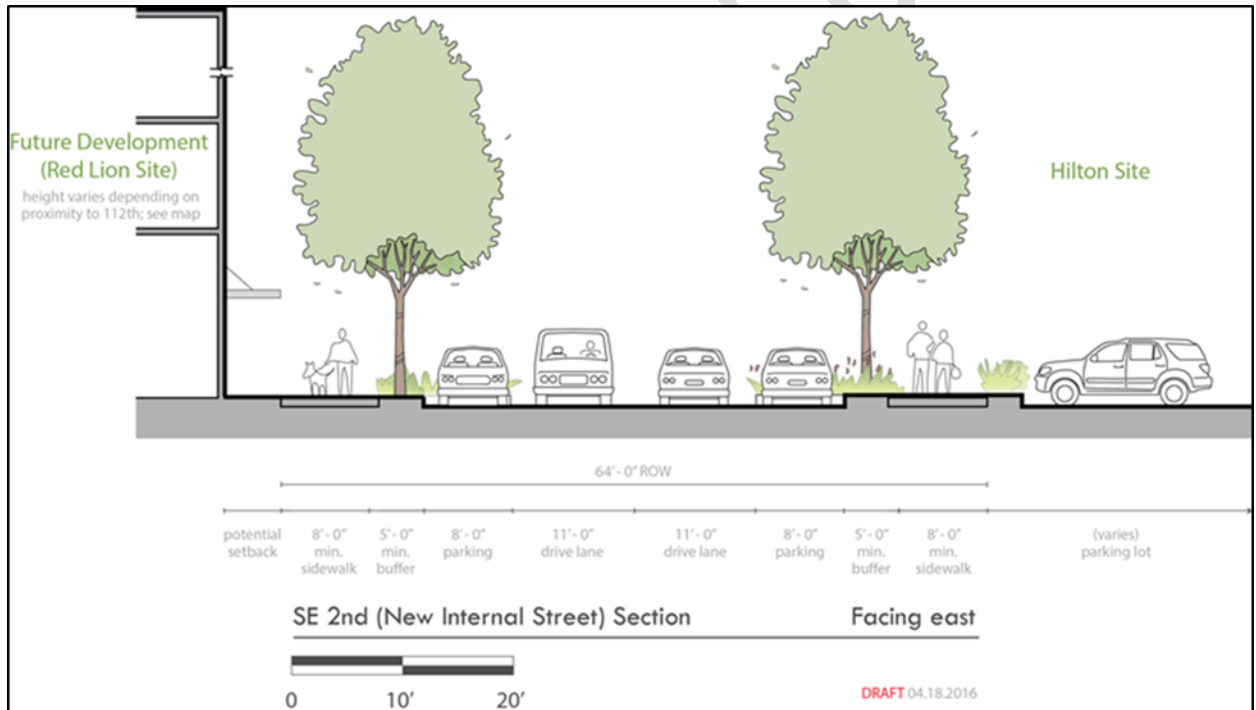 Future Development
(Red Lion Site)
height varies depending on
proximity to 112th; see map
Hilton Site
64'- 0" ROW
potential
setback
8'- 0"
min.
sidewalk
5'- 0"
min.
buffer
8'- 0"
parking
11'- 0"
drive lane
11'- 0"
drive lane
8'- 0"
parking
5'- 0"
min.
buffer
8'- 0"
min.
sidewalk
(varies)
parking lot
SE 2nd (New Internal Street) Section
Facing east
0 10' 20'
DRAFT 04.18.2016